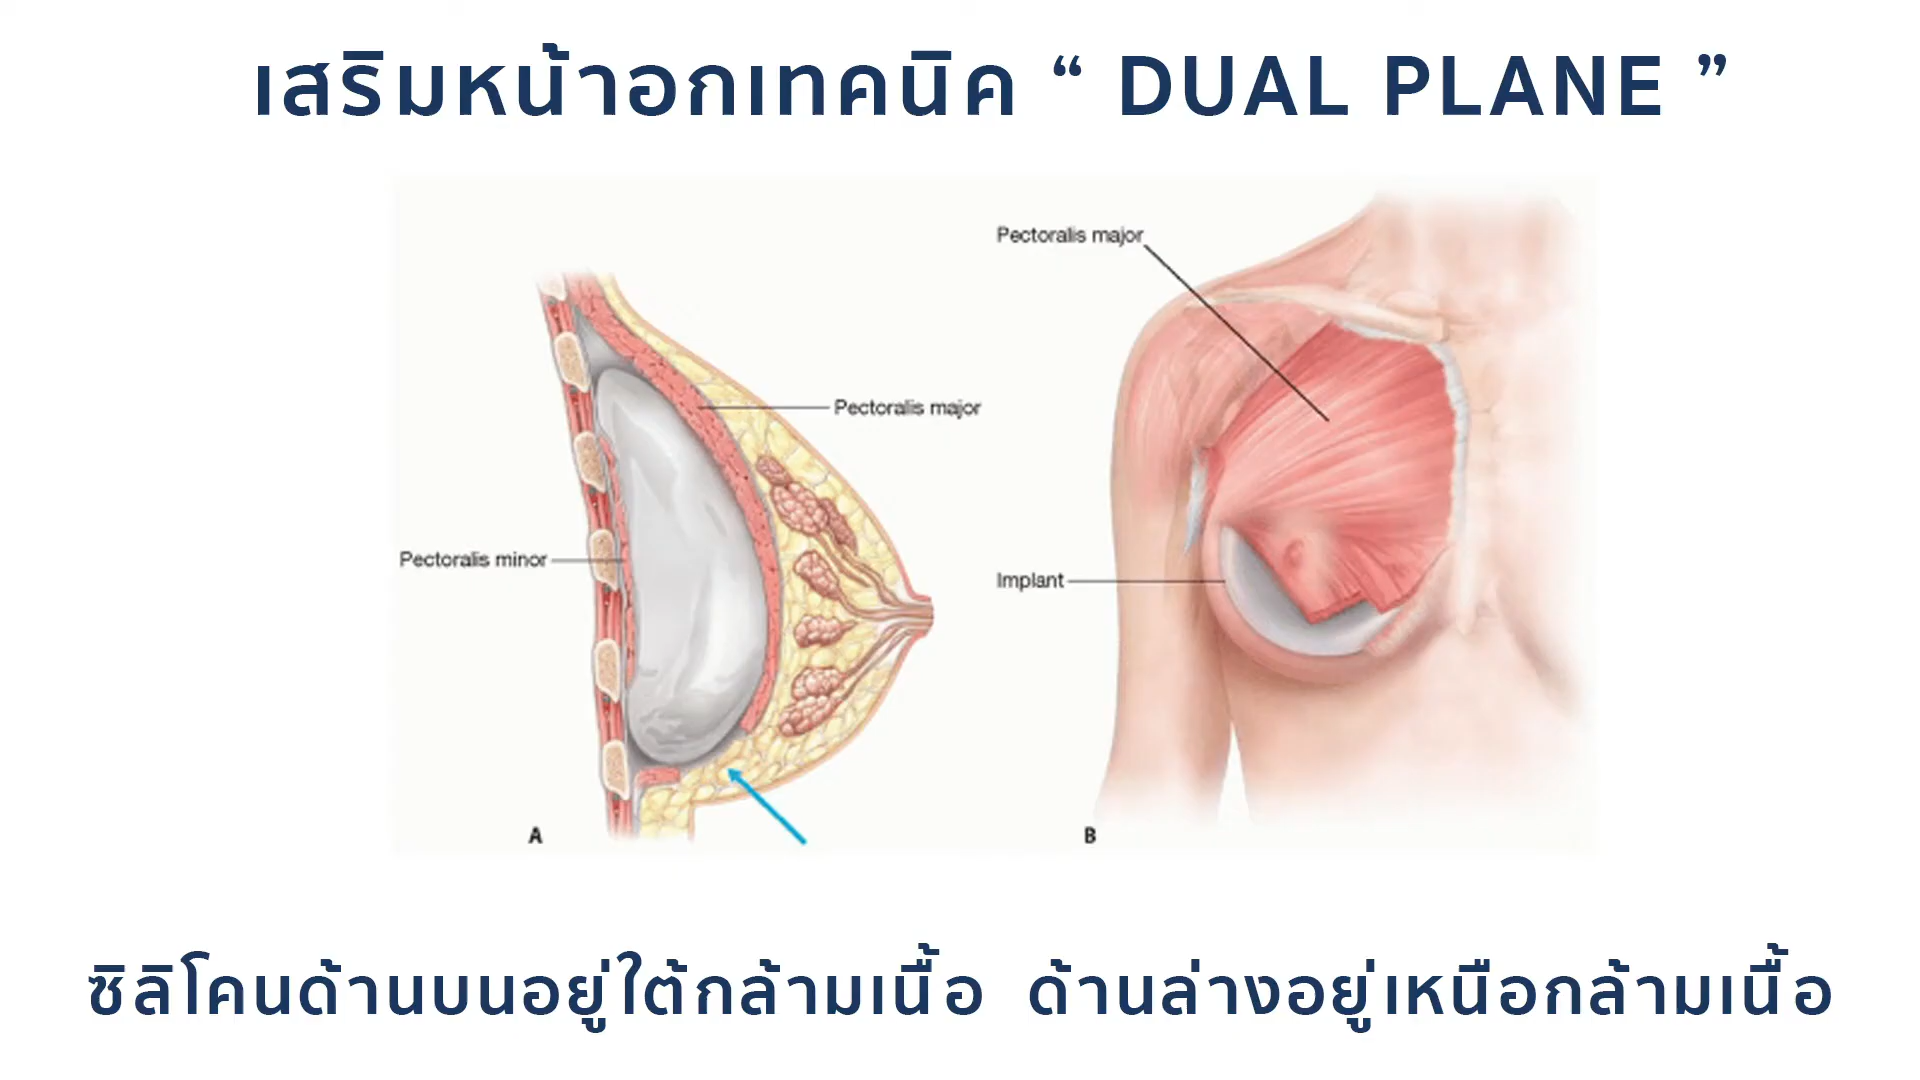 เสริมหน้าอกเทคนิค “ DUAL PLANE ”
Pectoralis major
Pectoralis major
Pectoralis minor
Implant
A
B
ซิลิโคนด้านบนอยู่ใต้กล้ามเนื้อ ด้านล่างอยู่เหนือกล้ามเนื้อ